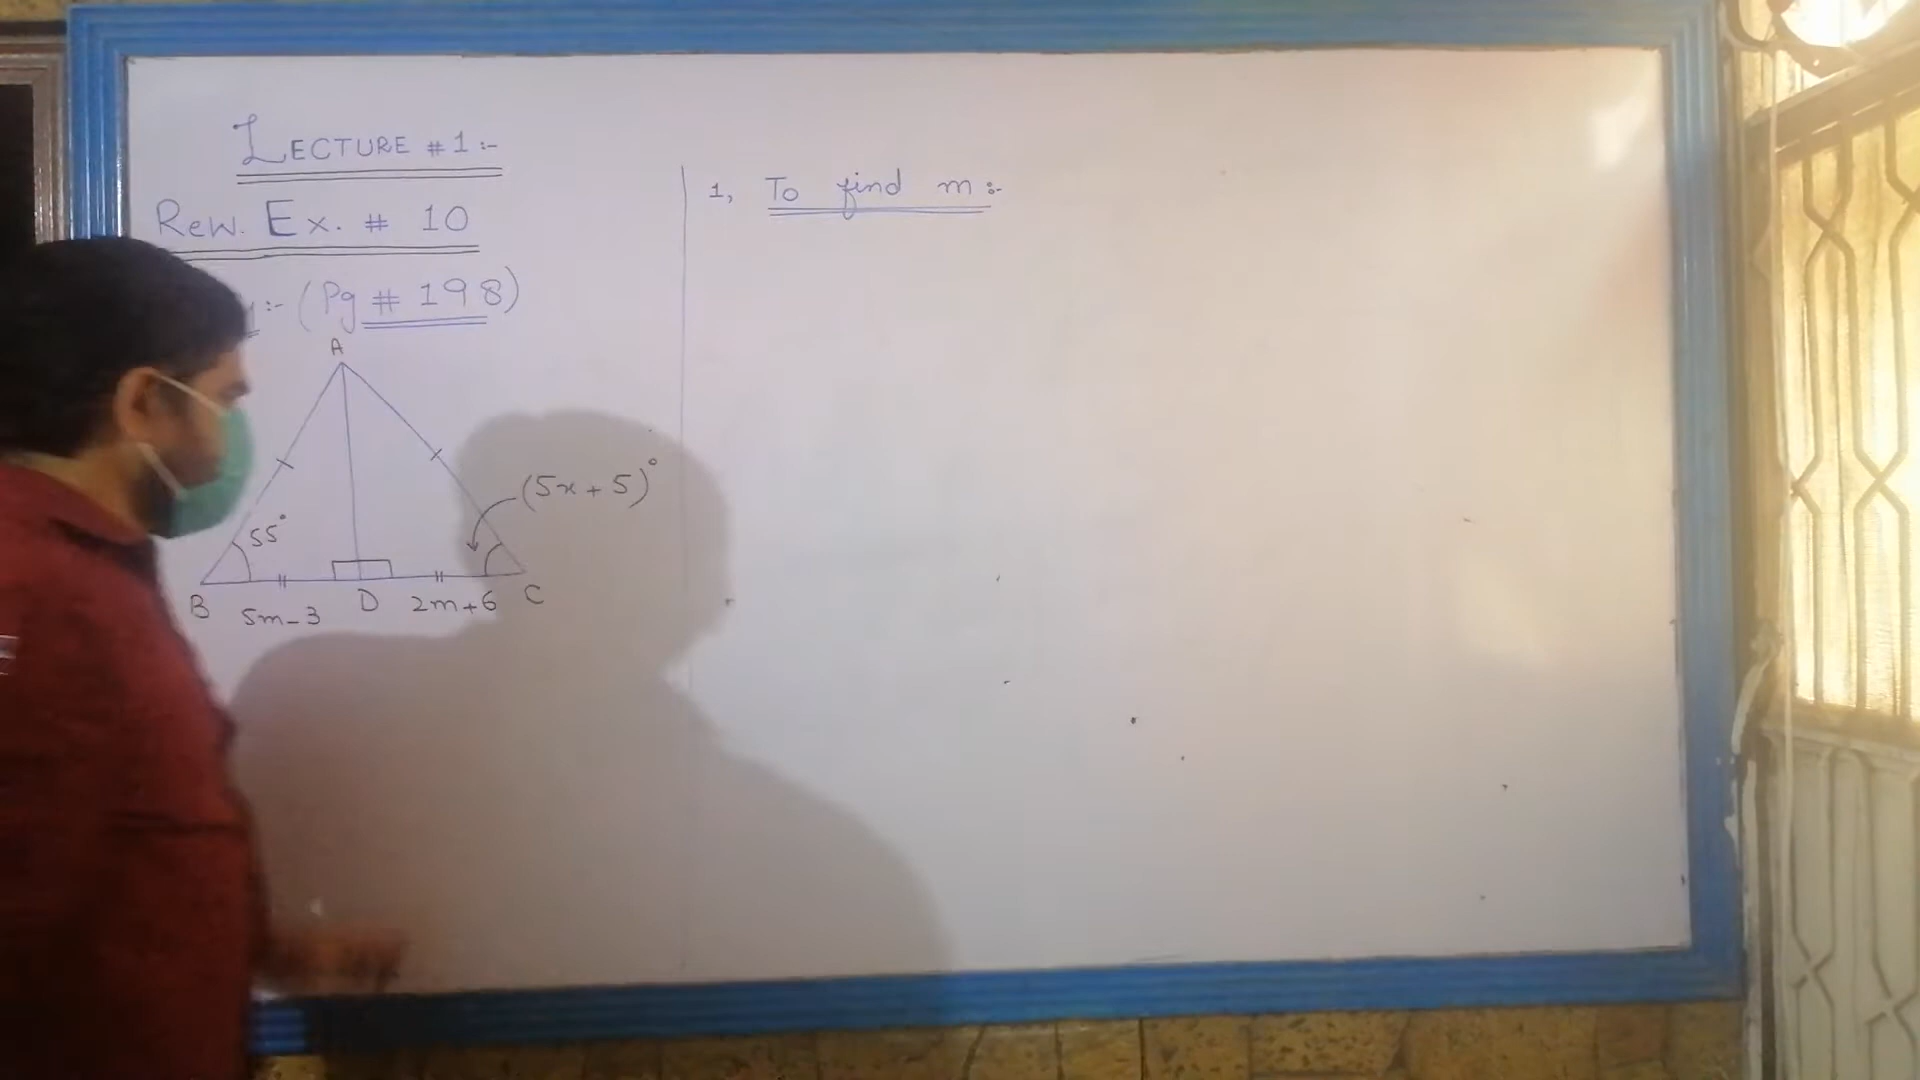 LECTURE # 1 :-
Rew. Ex. # 10
:- (Pg # 198)
A
(5x + 5)°
55°
B
D
C
5m - 3
2m + 6
1, To find m :-